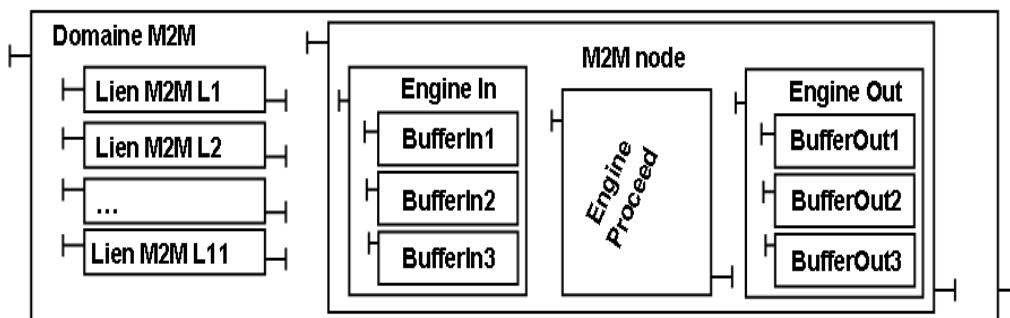 Domaine M2M
Lien M2M L1
Lien M2M L2
...
Lien M2M L11
M2M node
Engine In
BufferIn1
BufferIn2
BufferIn3
Engine
Proceed
Engine Out
BufferOut1
BufferOut2
BufferOut3